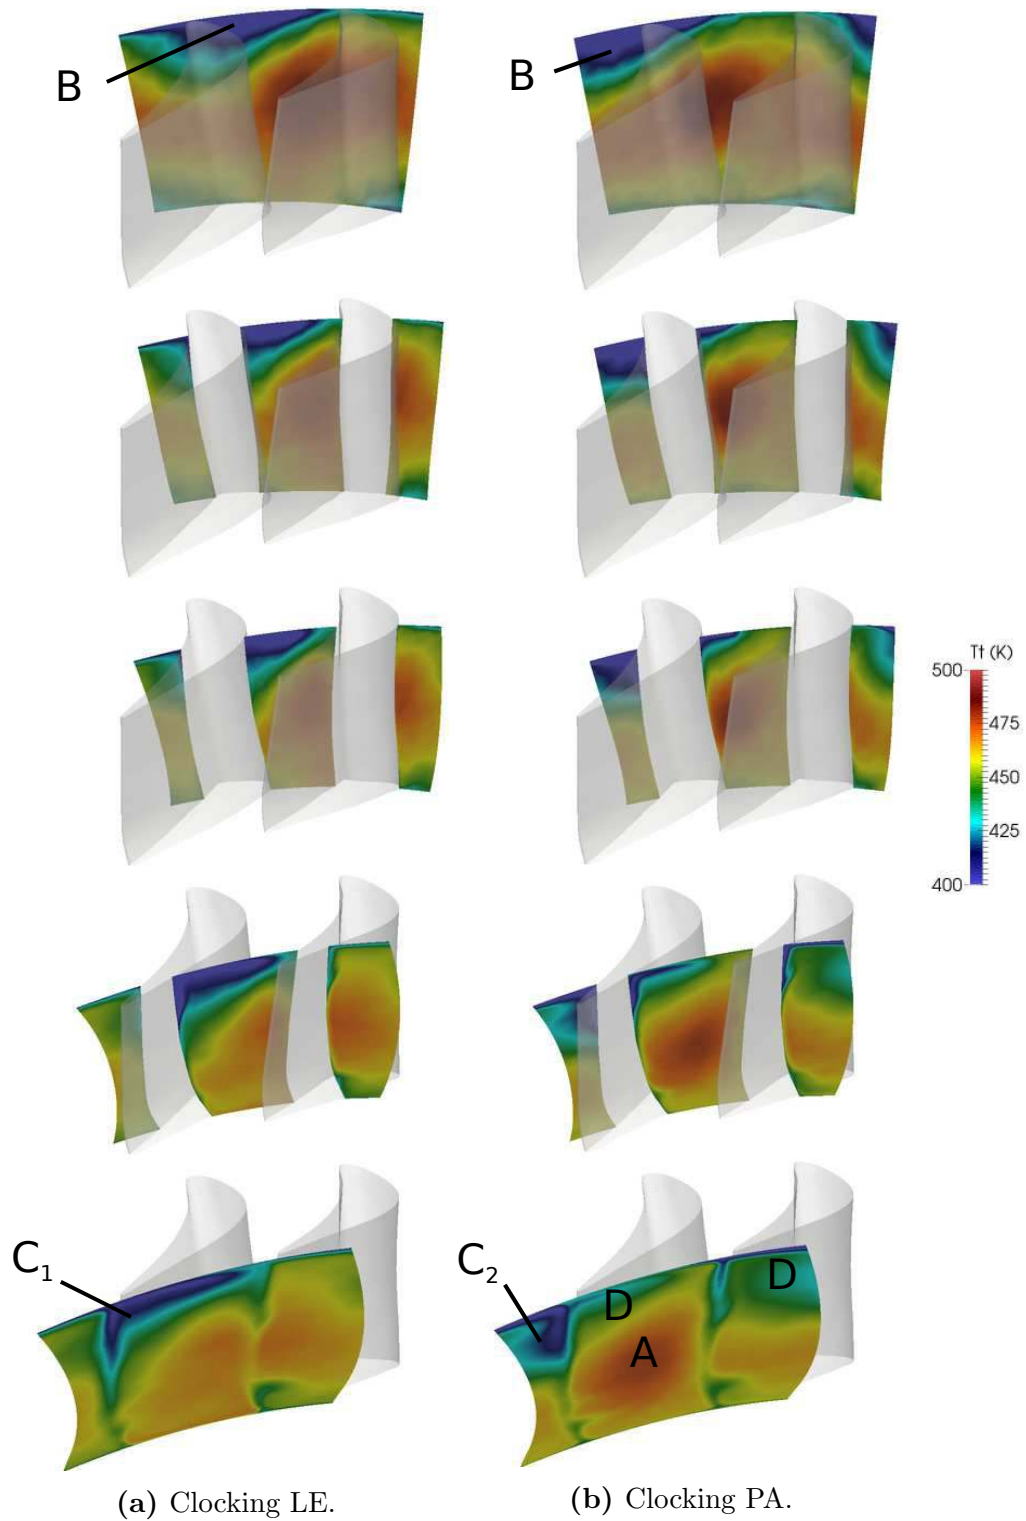 B
B
Tt (K)
500
475
450
425
400
C1
C2
D
D
A
(a) Clocking LE.
(b) Clocking PA.